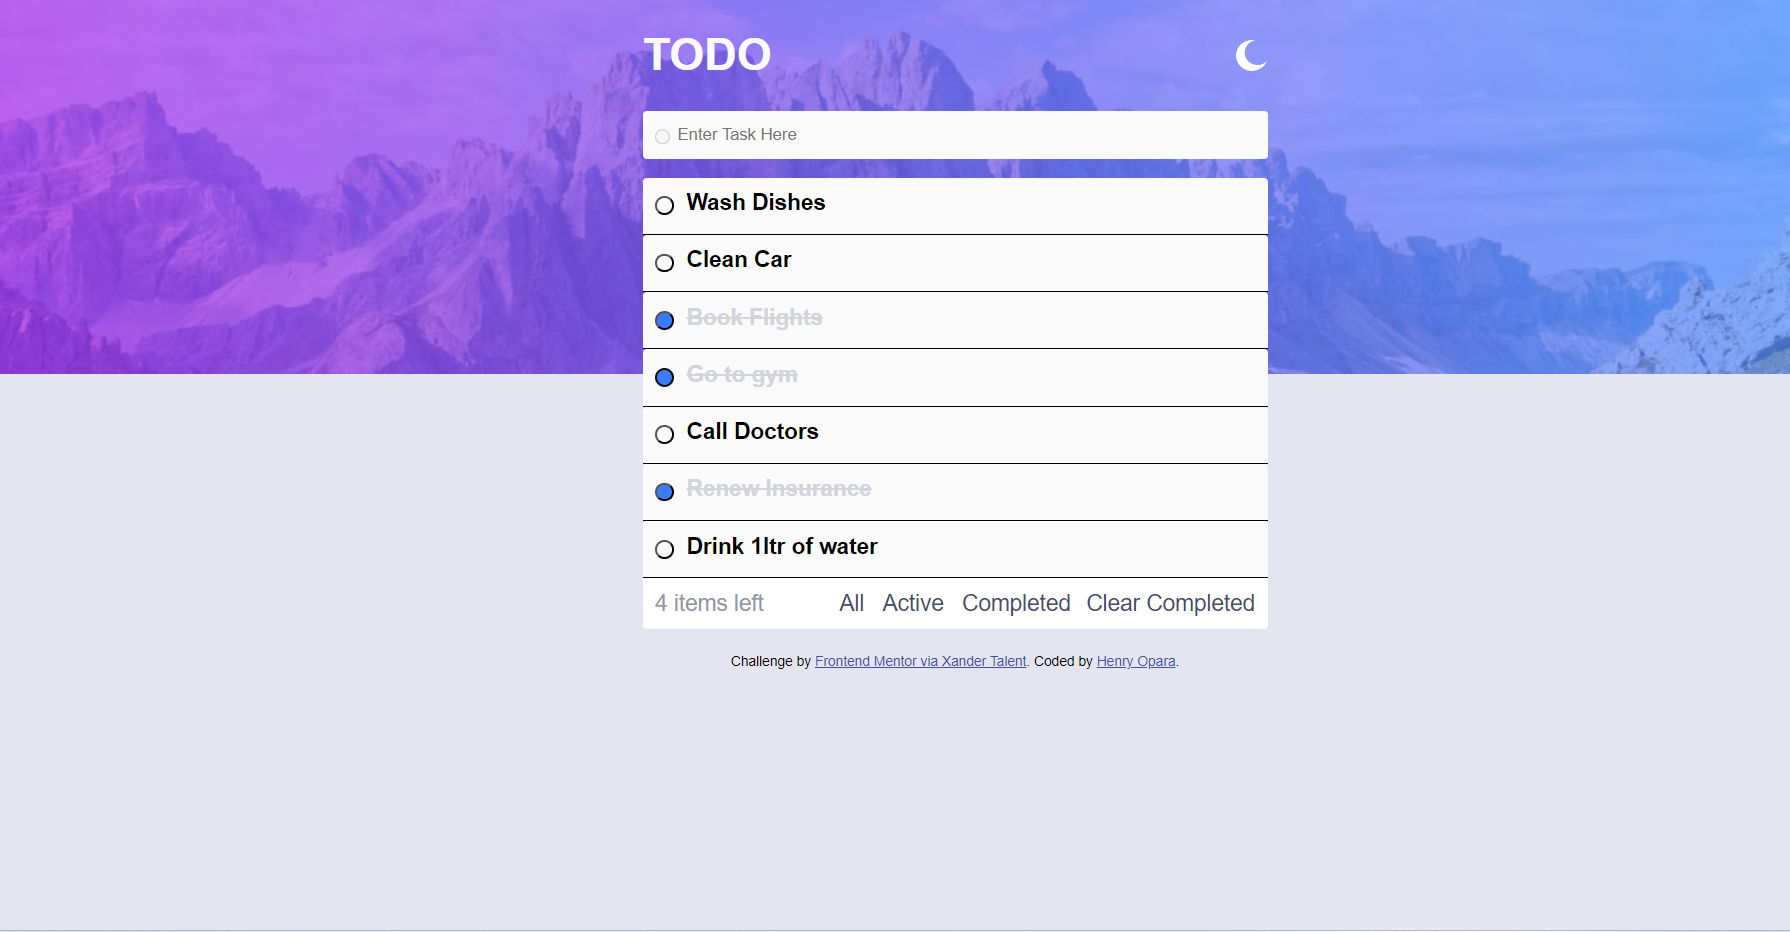 TODO
Enter Task Here
Wash Dishes
Clean Car
Book Flights
Go to gym
Call Doctors
Renew Insurance
Drink 1ltr of water
4 items left All Active Completed Clear Completed
Challenge by Frontend Mentor via Xander Talent. Coded by Henry Opara.